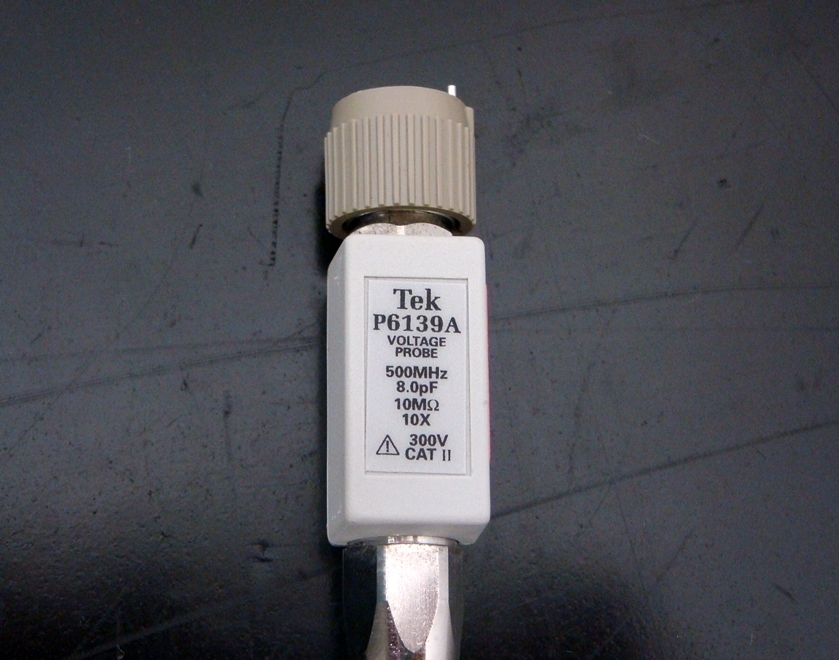 Tek
P6139A
VOLTAGE
PROBE
500MHz
8.0pF
10MΩ
10X
300V
CAT II